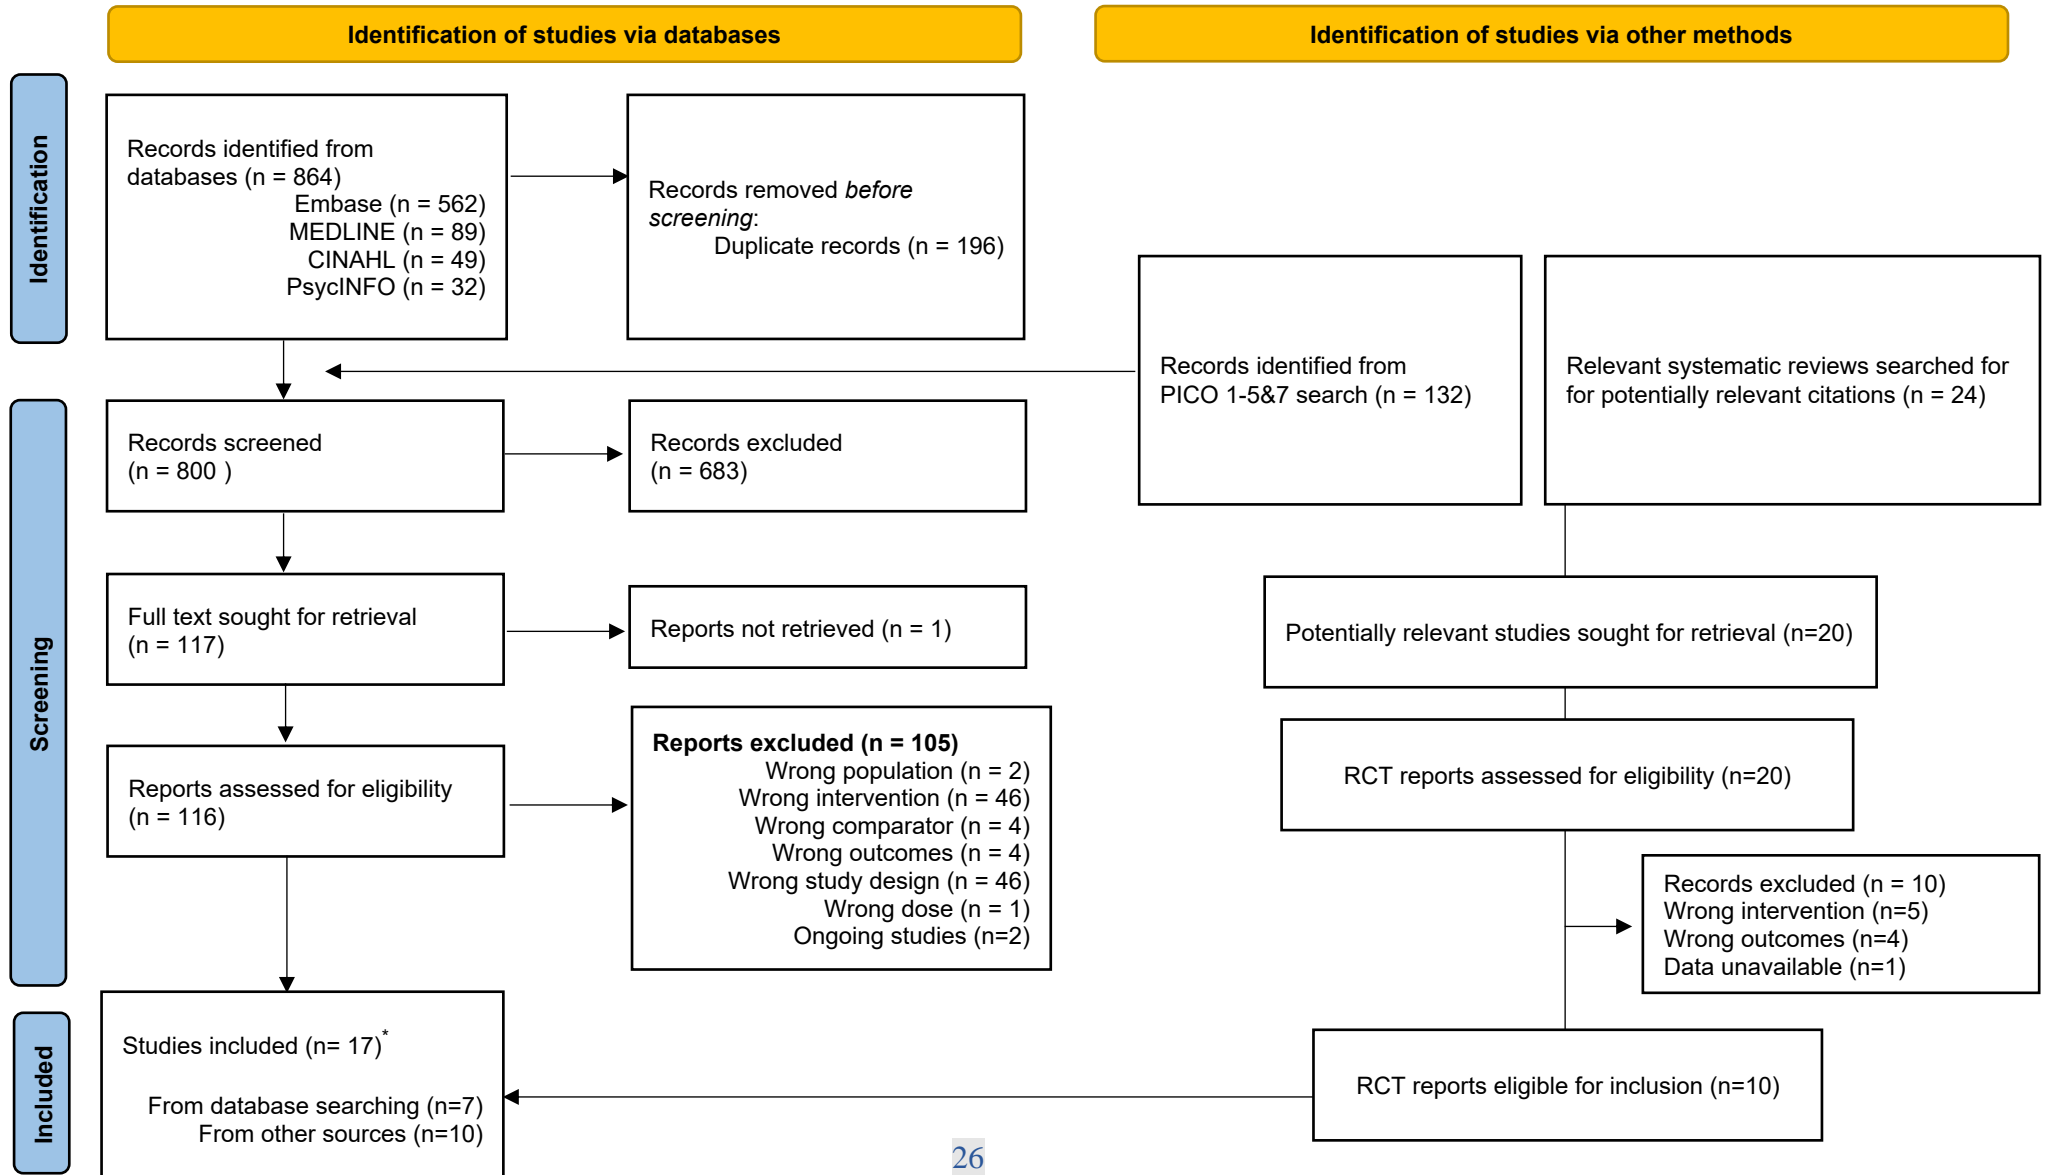 Identification of studies via databases
Identification of studies via other methods
Identification
Records identified from
databases (n = 864)
Embase (n = 562)
MEDLINE (n = 89)
CINAHL (n = 49)
PsycINFO (n = 32)
Records removed before
screening:
Duplicate records (n = 196)
Records identified from
PICO 1-5&7 search (n = 132)
Relevant systematic reviews searched for
for potentially relevant citations (n = 24)
Screening
Records screened
(n = 800 )
Records excluded
(n = 683)
Full text sought for retrieval
(n = 117)
Reports not retrieved (n = 1)
Potentially relevant studies sought for retrieval (n=20)
Reports assessed for eligibility
(n = 116)
Reports excluded (n = 105)
Wrong population (n = 2)
Wrong intervention (n = 46)
Wrong comparator (n = 4)
Wrong outcomes (n = 4)
Wrong study design (n = 46)
Wrong dose (n = 1)
Ongoing studies (n=2)
RCT reports assessed for eligibility (n=20)
Records excluded (n = 10)
Wrong intervention (n=5)
Wrong outcomes (n=4)
Data unavailable (n=1)
Included
Studies included (n= 17)*
From database searching (n=7)
From other sources (n=10)
RCT reports eligible for inclusion (n=10)
26